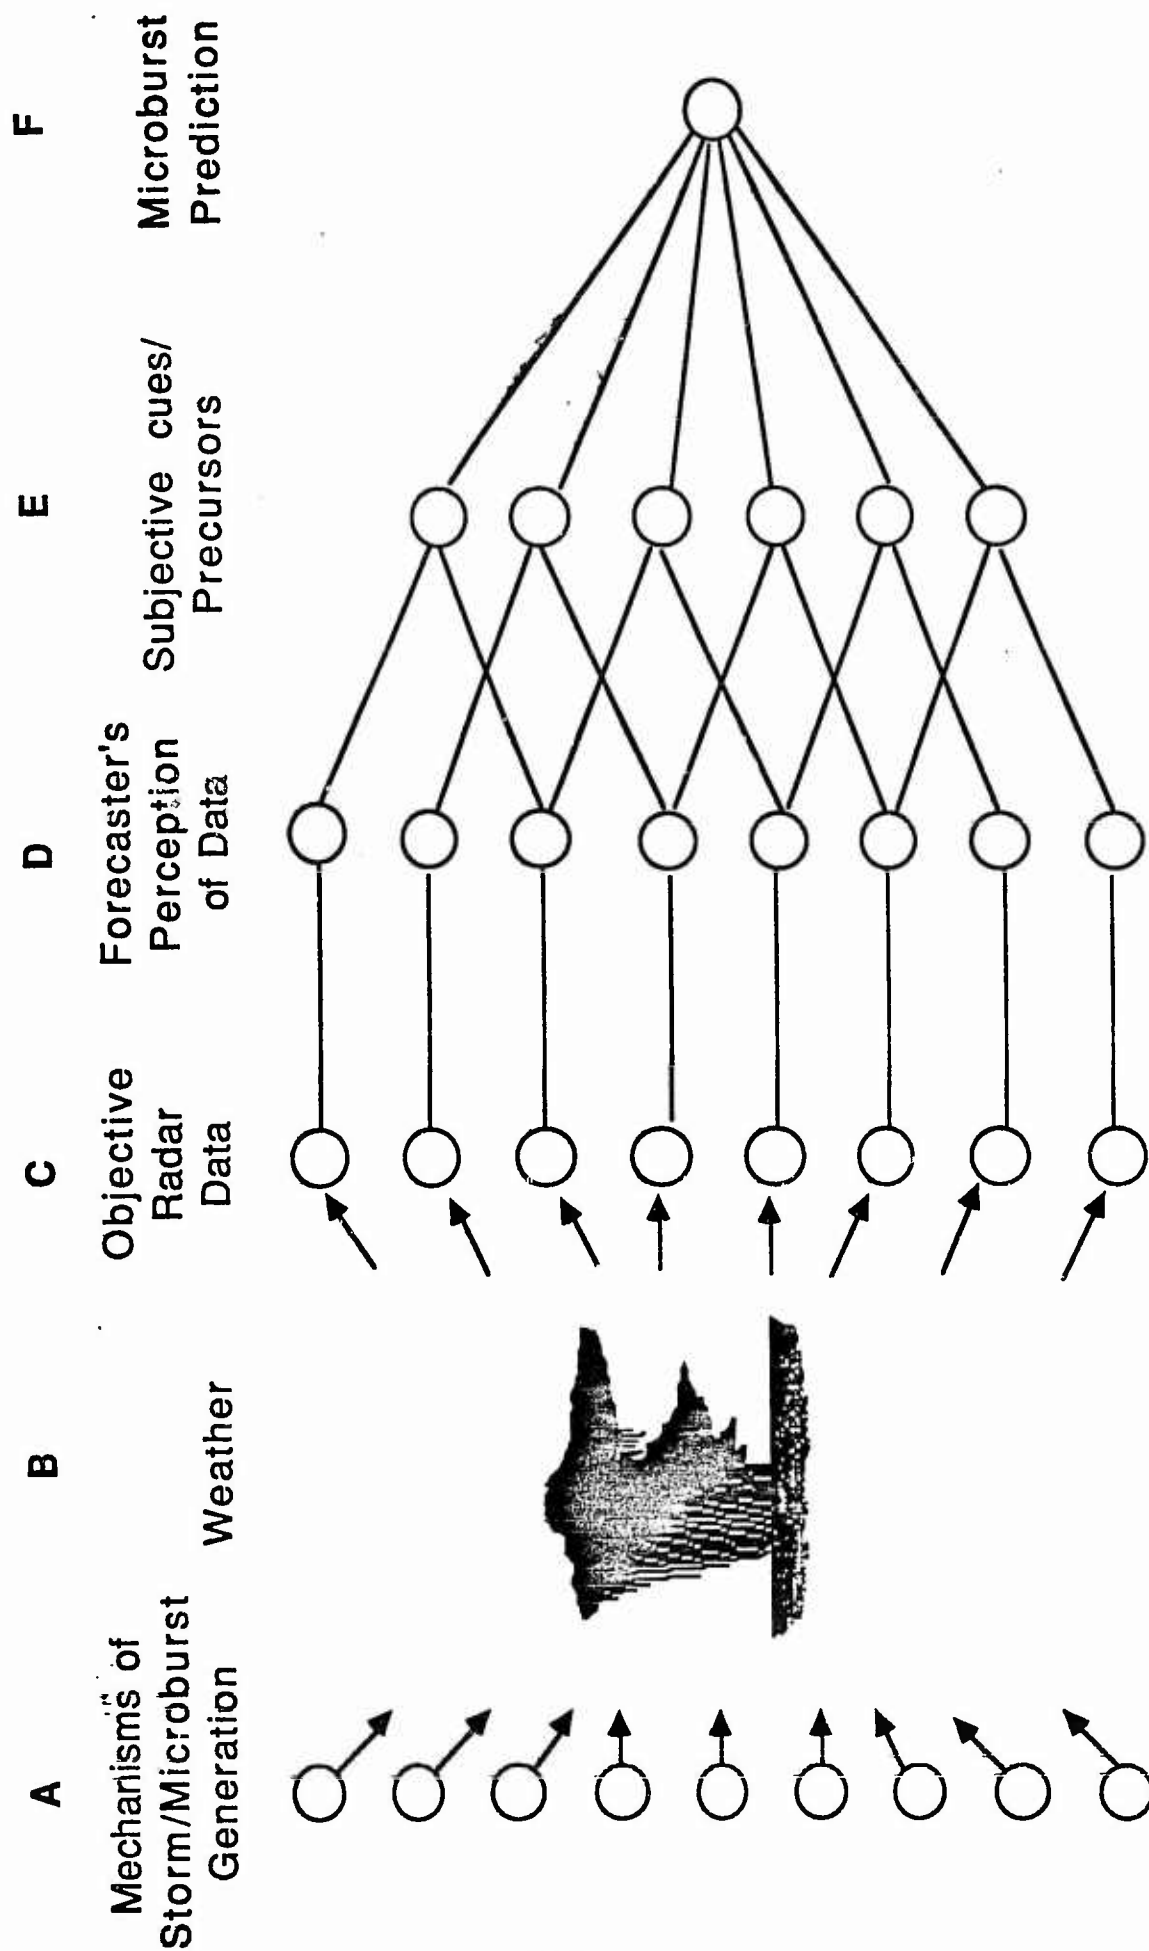 A
Mechanisms of
Storm/Microburst
Generation
B
Weather
C
Objective
Radar
Data
D
Forecaster's
Perception
of Data
E
Subjective cues/
Precursors
F
Microburst
Prediction